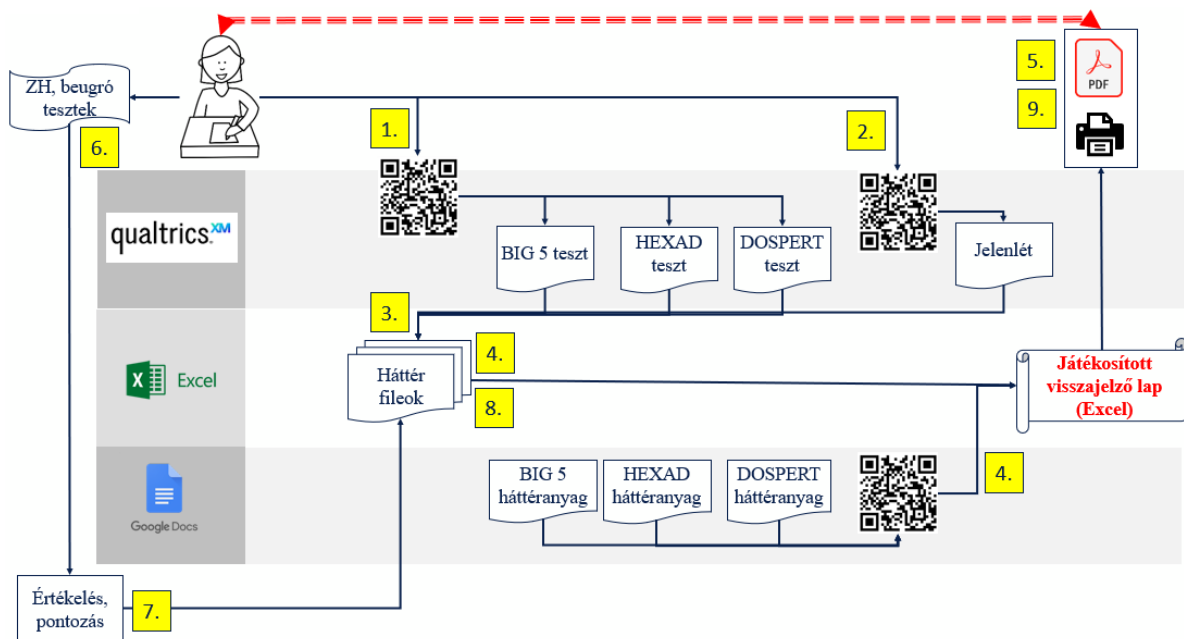 ZH, beugró
tesztek
6.
1.
2.
5.
PDF
9.
qualtrics.XM
BIG 5 teszt
HEXAD
teszt
DOSPERT
teszt
Jelenlét
3.
Excel
Háttér
fileok
4.
8.
Játékosított
visszajelző lap
(Excel)
Google Docs
BIG 5
háttéranyag
HEXAD
háttéranyag
DOSPERT
háttéranyag
4.
Értékelés,
pontozás
7.